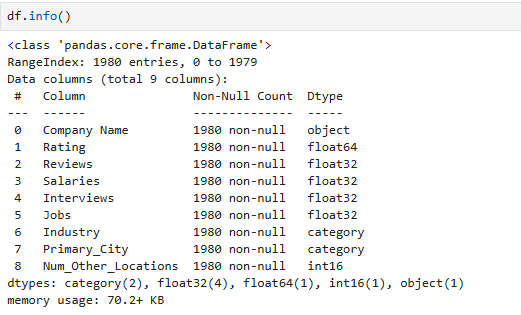 df.info()
<class 'pandas.core.frame.DataFrame'>
RangeIndex: 1980 entries, 0 to 1979
Data columns (total 9 columns):
 #   Column               Non-Null Count  Dtype
---  ------               --------------  -----
 0   Company Name         1980 non-null   object
 1   Rating               1980 non-null   float64
 2   Reviews              1980 non-null   float32
 3   Salaries             1980 non-null   float32
 4   Interviews           1980 non-null   float32
 5   Jobs                 1980 non-null   float32
 6   Industry             1980 non-null   category
 7   Primary_City         1980 non-null   category
 8   Num_Other_Locations  1980 non-null   int16
dtypes: category(2), float32(4), float64(1), int16(1), object(1)
memory usage: 70.2+ KB